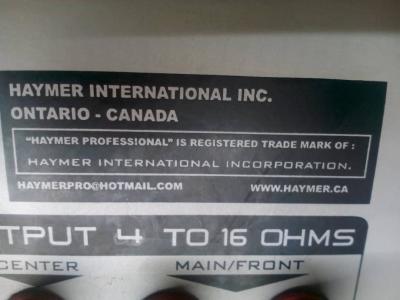 HAYMER INTERNATIONAL INC.
ONTARIO - CANADA
"HAYMER PROFESSIONAL" IS REGISTERED TRADE MARK OF :
HAYMER INTERNATIONAL INCORPORATION.
HAYMERPRO@HOTMAIL.COM WWW.HAYMER.CA
TPUT 4 TO 16 OHMS
CENTER MAIN/FRONT